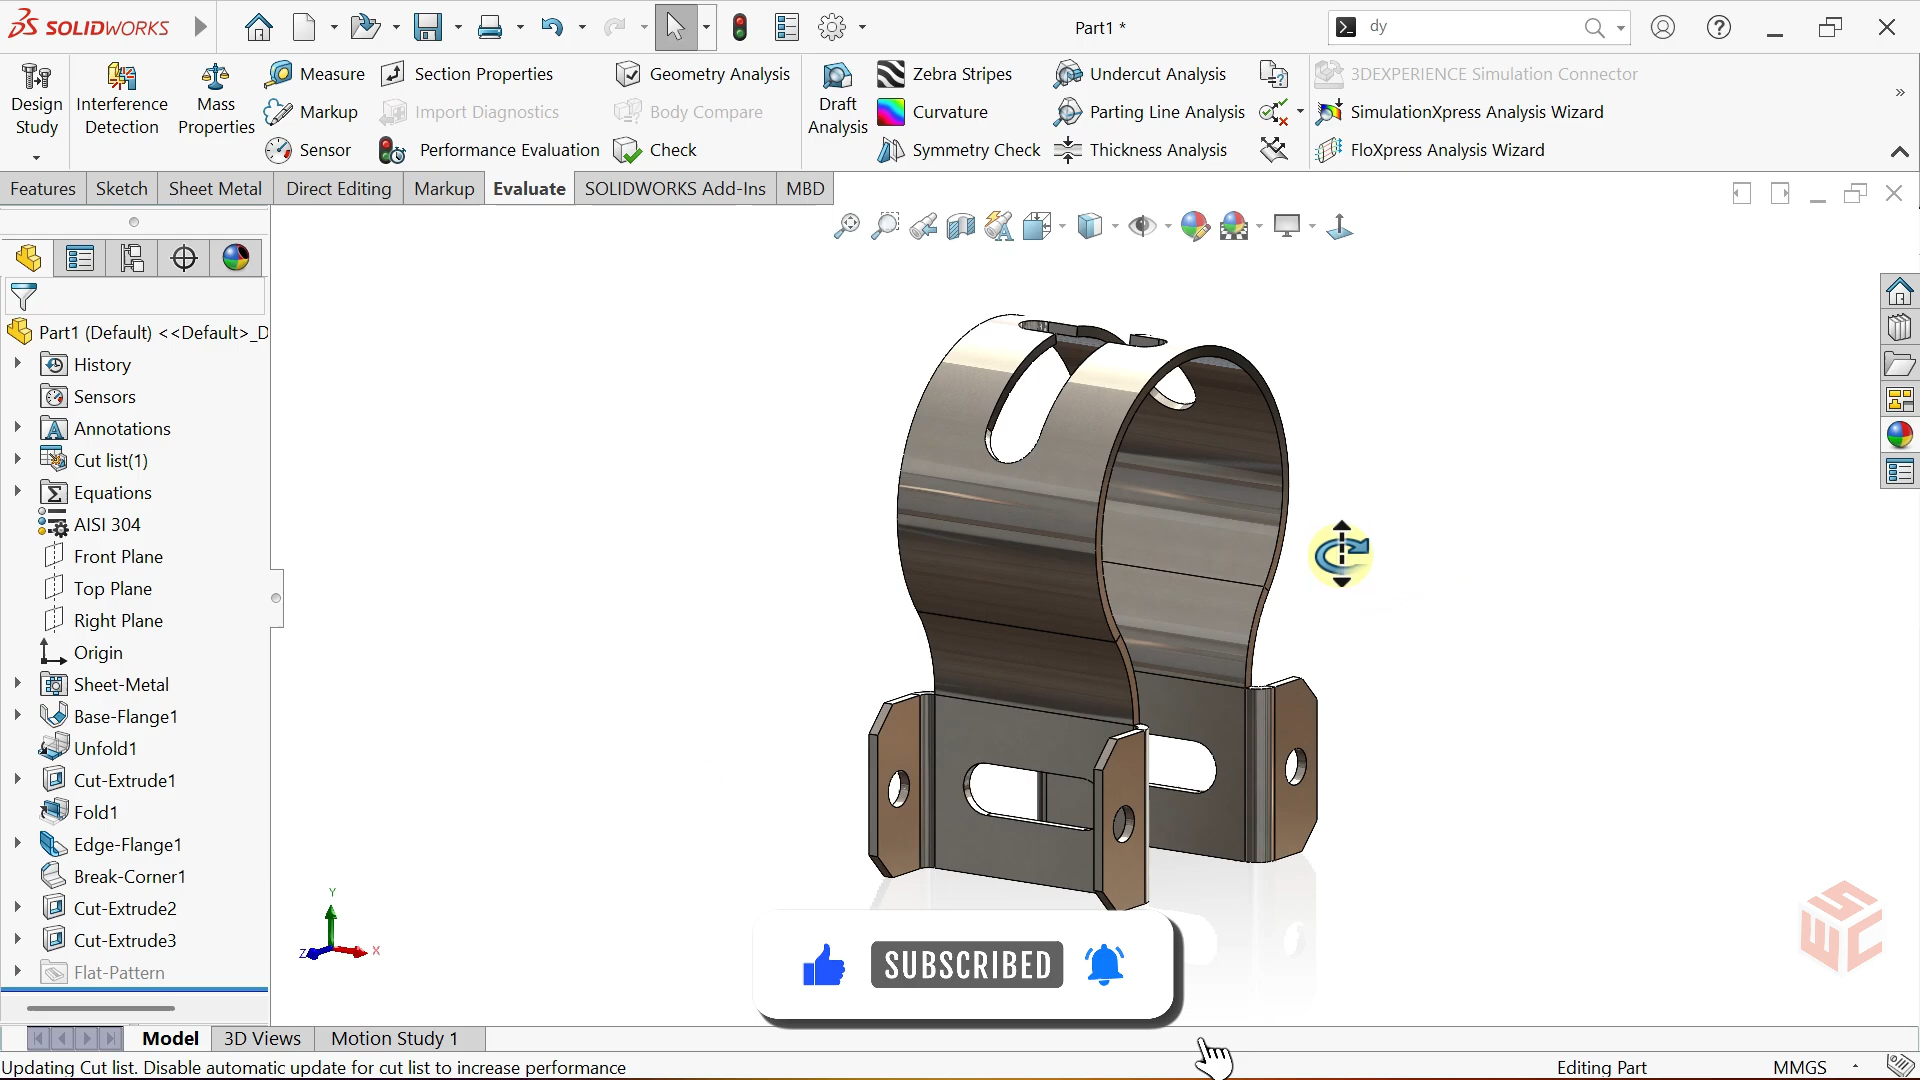 SOLIDWORKS
Part1 *
dy
Design Study
Interference Detection
Mass Properties
Measure
Markup
Sensor
Section Properties
Import Diagnostics
Performance Evaluation
Geometry Analysis
Body Compare
Check
Draft Analysis
Zebra Stripes
Curvature
Symmetry Check
Undercut Analysis
Parting Line Analysis
Thickness Analysis
3DEXPERIENCE Simulation Connector
SimulationXpress Analysis Wizard
FloXpress Analysis Wizard
Features
Sketch
Sheet Metal
Direct Editing
Markup
Evaluate
SOLIDWORKS Add-Ins
MBD
Part1 (Default) <<Default>_D
History
Sensors
Annotations
Cut list(1)
Equations
AISI 304
Front Plane
Top Plane
Right Plane
Origin
Sheet-Metal
Base-Flange1
Unfold1
Cut-Extrude1
Fold1
Edge-Flange1
Break-Corner1
Cut-Extrude2
Cut-Extrude3
Flat-Pattern
Y
Z
X
SUBSCRIBED
SWC
Model
3D Views
Motion Study 1
Updating Cut list. Disable automatic update for cut list to increase performance
Editing Part
MMGS